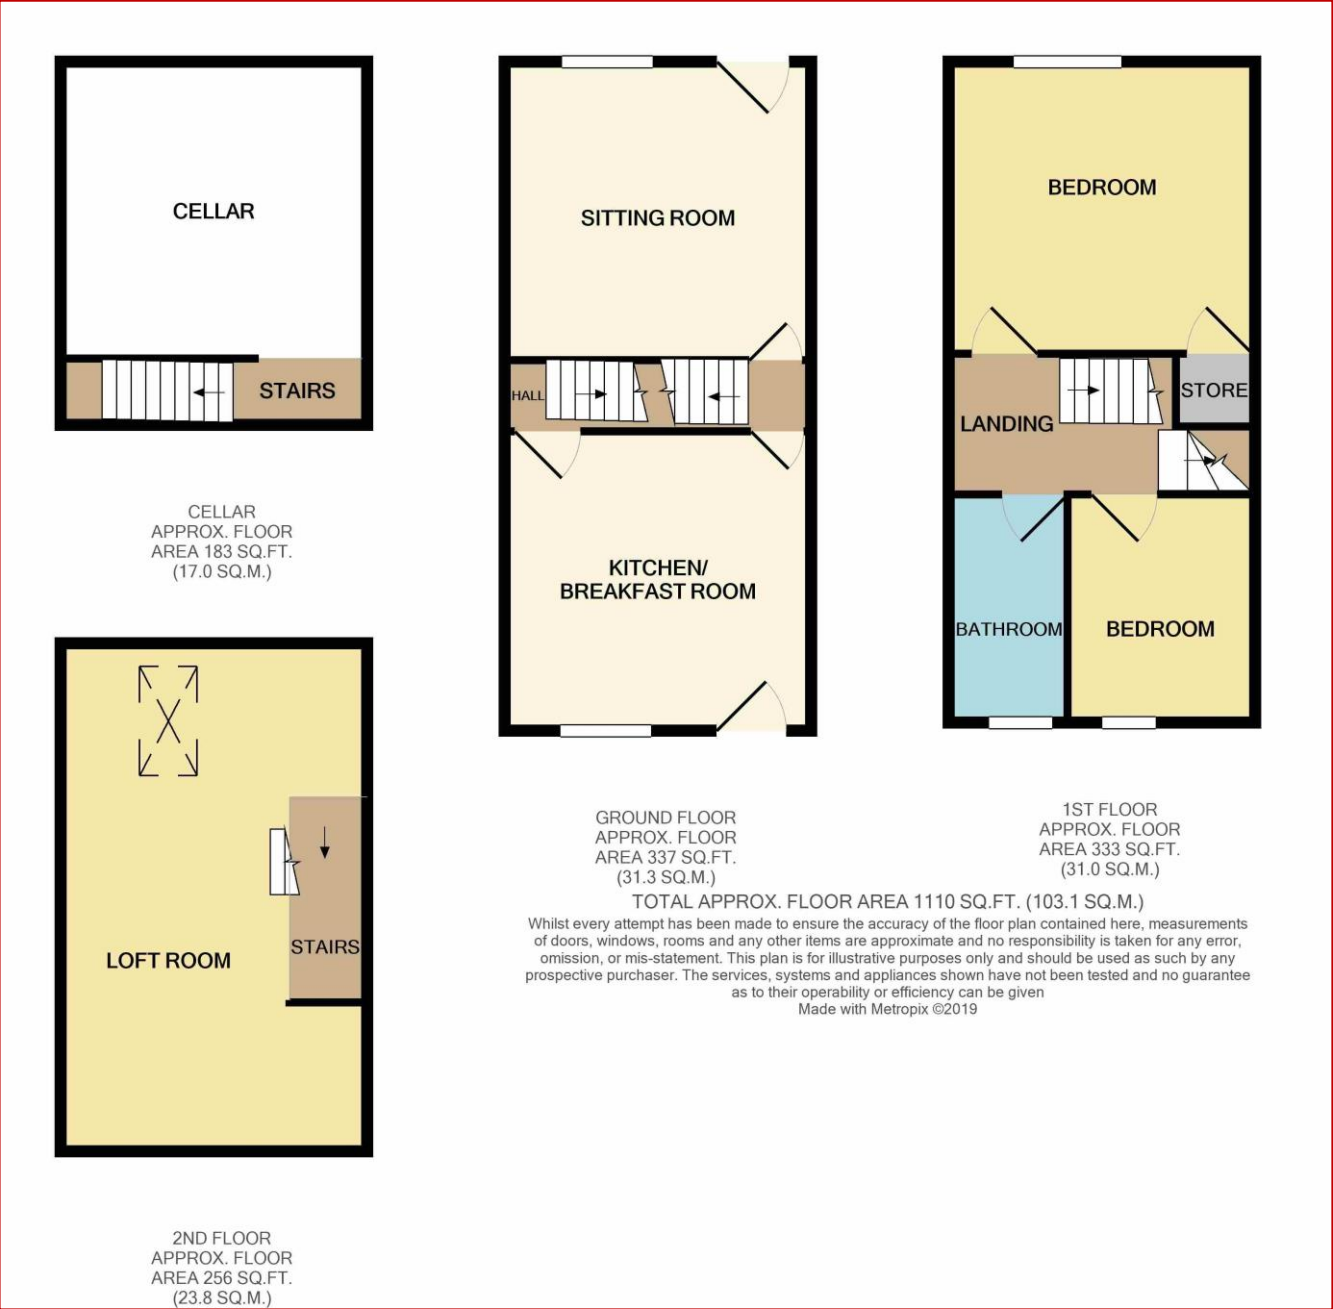 CELLAR
STAIRS
CELLAR
APPROX. FLOOR
AREA 183 SQ.FT.
(17.0 SQ.M.)
SITTING ROOM
HALL
KITCHEN/
BREAKFAST ROOM
GROUND FLOOR
APPROX. FLOOR
AREA 337 SQ.FT.
(31.3 SQ.M.)
BEDROOM
STORE
LANDING
BATHROOM
BEDROOM
1ST FLOOR
APPROX. FLOOR
AREA 333 SQ.FT.
(31.0 SQ.M.)
LOFT ROOM
STAIRS
2ND FLOOR
APPROX. FLOOR
AREA 256 SQ.FT.
(23.8 SQ.M.)
TOTAL APPROX. FLOOR AREA 1110 SQ.FT. (103.1 SQ.M.)
Whilst every attempt has been made to ensure the accuracy of the floor plan contained here, measurements
of doors, windows, rooms and any other items are approximate and no responsibility is taken for any error,
omission, or mis-statement. This plan is for illustrative purposes only and should be used as such by any
prospective purchaser. The services, systems and appliances shown have not been tested and no guarantee
as to their operability or efficiency can be given
Made with Metropix ©2019